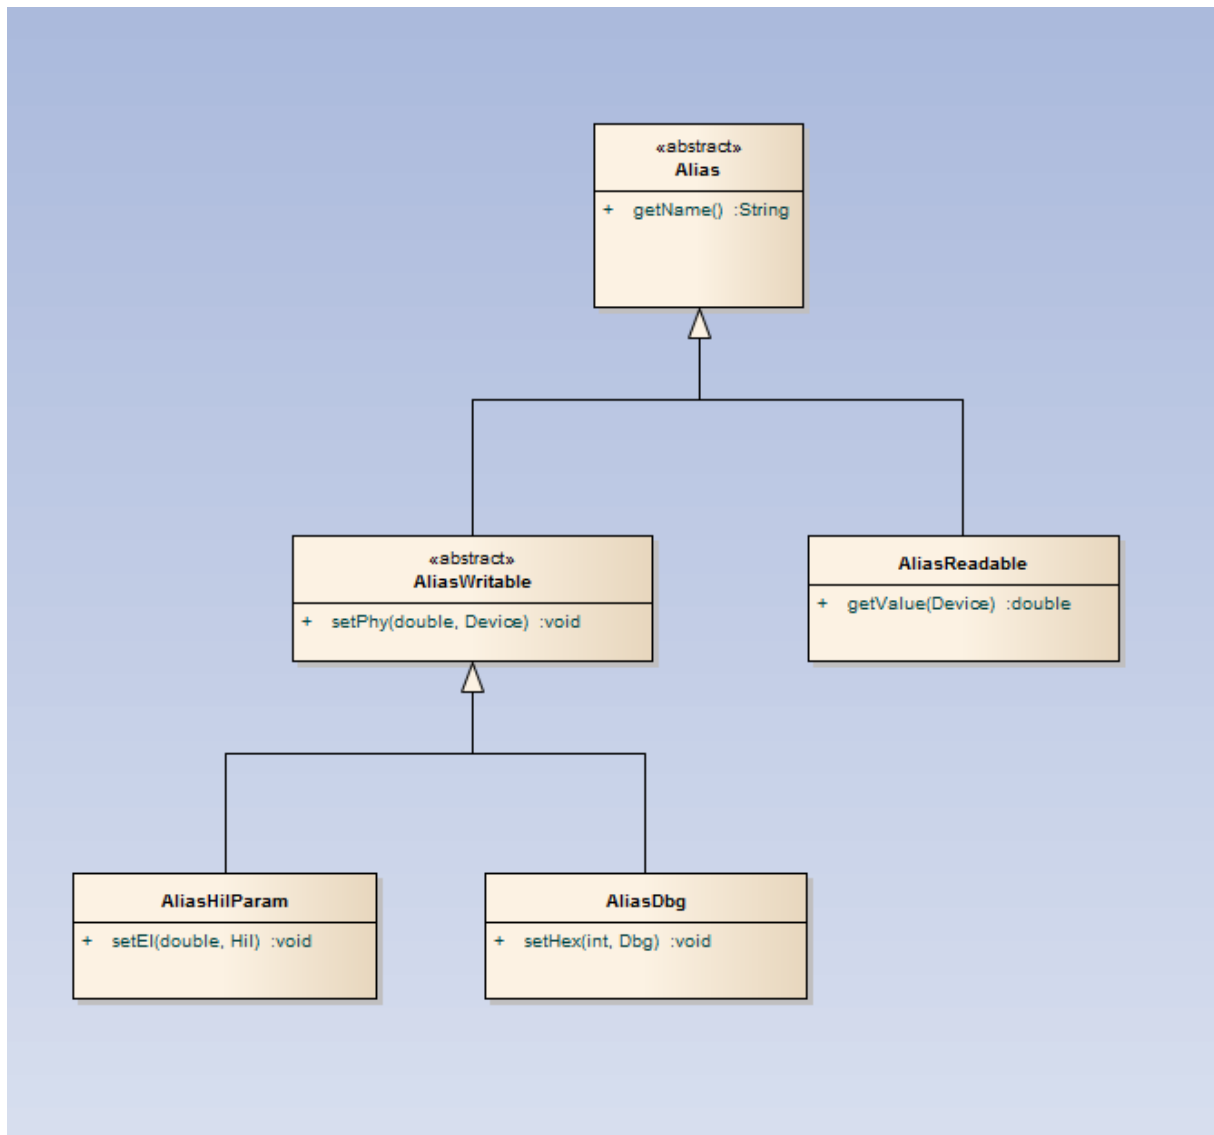 «abstract»
Alias
+ getName() :String
«abstract»
AliasWritable
+ setPhy(double, Device) :void
AliasReadable
+ getValue(Device) :double
AliasHilParam
+ setEl(double, Hil) :void
AliasDbg
+ setHex(int, Dbg) :void